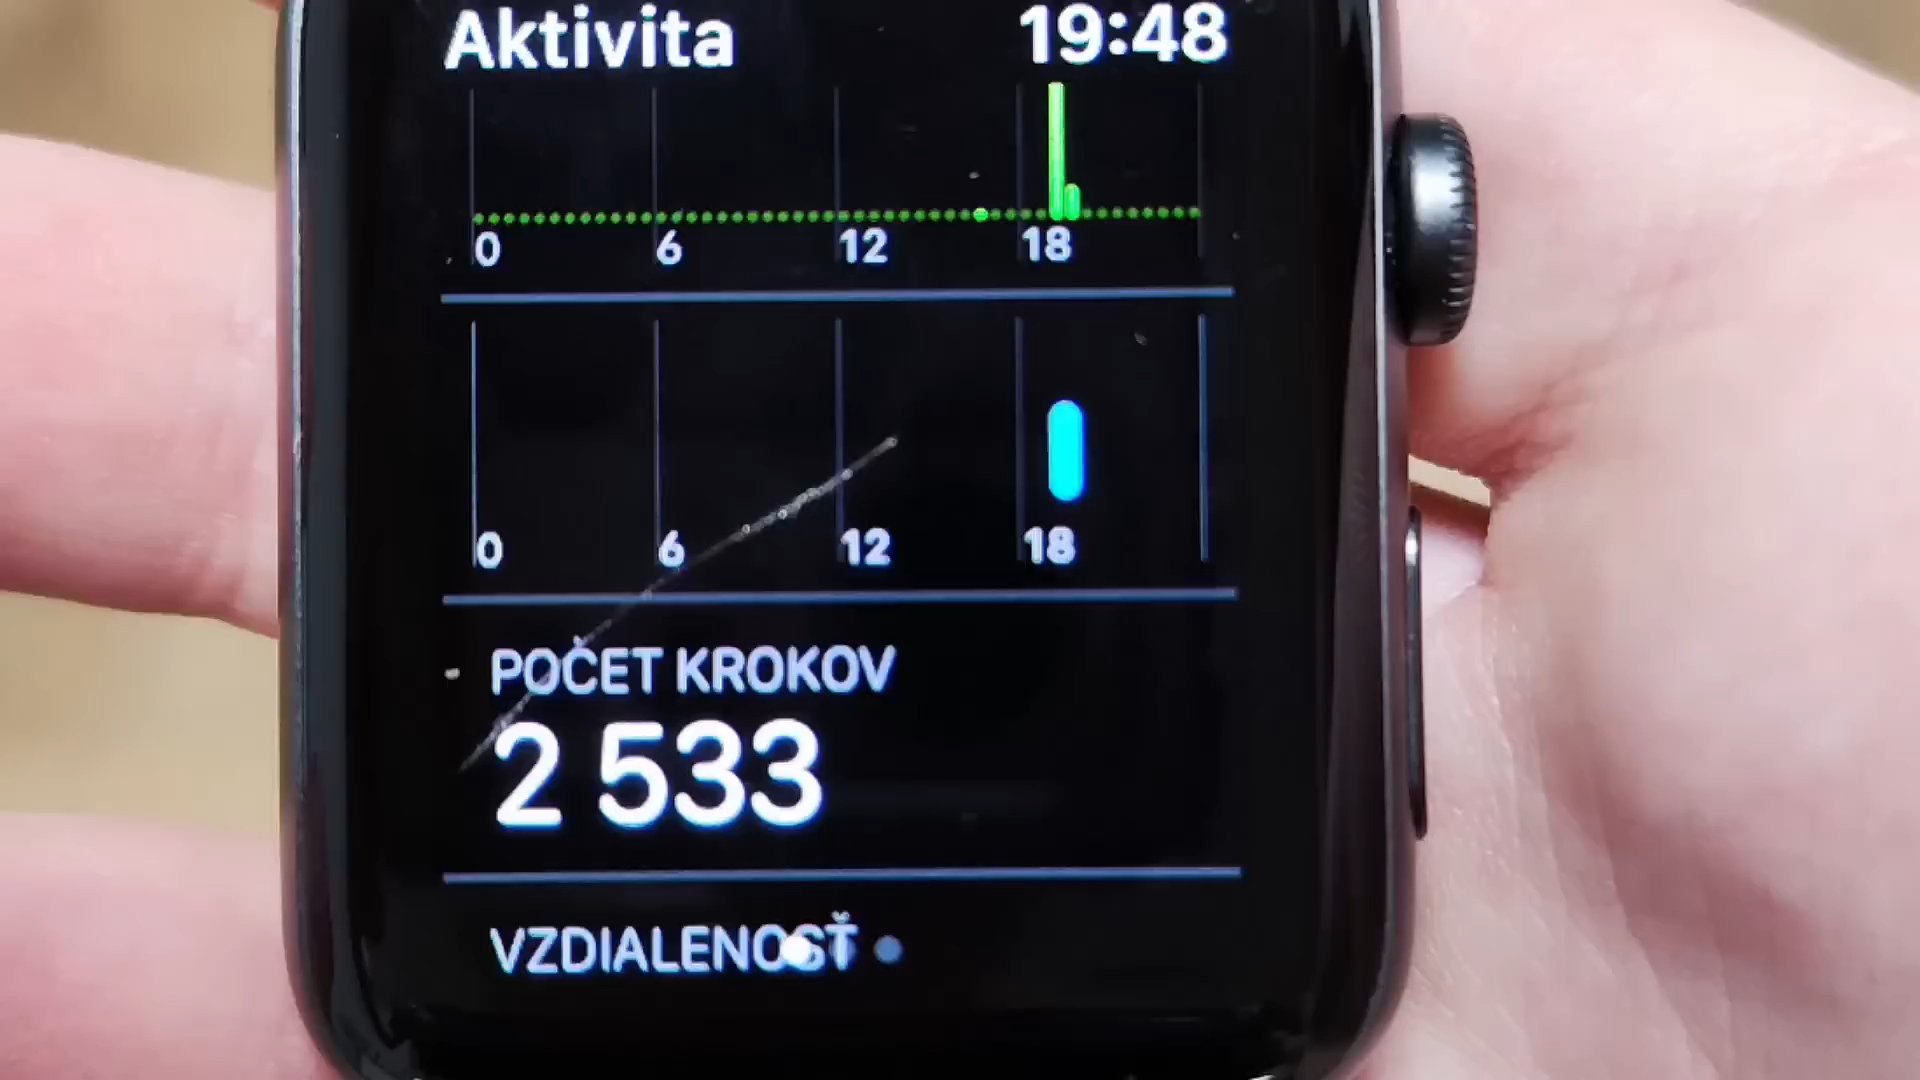 Aktivita 19:48
0 6 12 18
0 6 12 18
POČET KROKOV
2 533
VZDIALENOSŤ